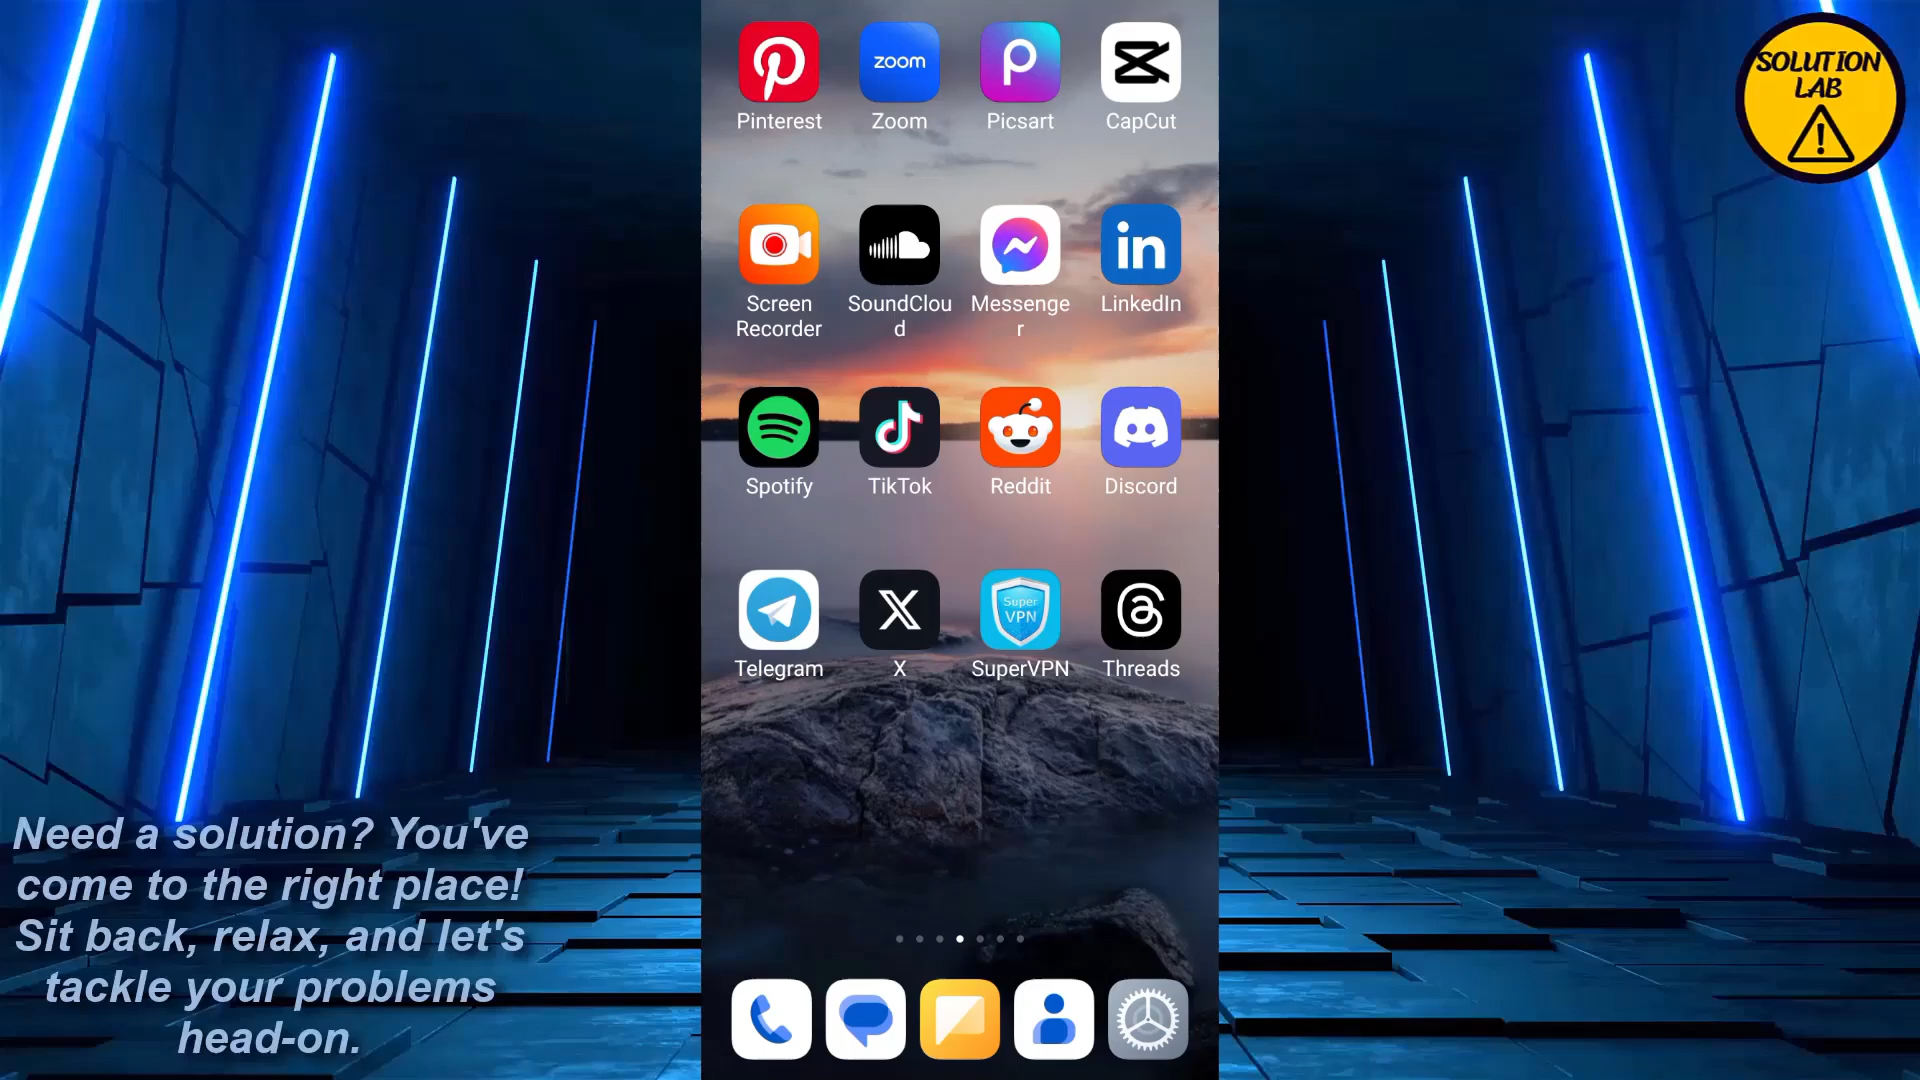 Pinterest
zoom
Zoom
Picsart
CapCut
SOLUTION
LAB
Screen
Recorder
SoundClou
d
Messenge
r
in
LinkedIn
Spotify
TikTok
Reddit
Discord
Telegram
X
Super
VPN
SuperVPN
Threads
Need a solution? You've
come to the right place!
Sit back, relax, and let's
tackle your problems
head-on.